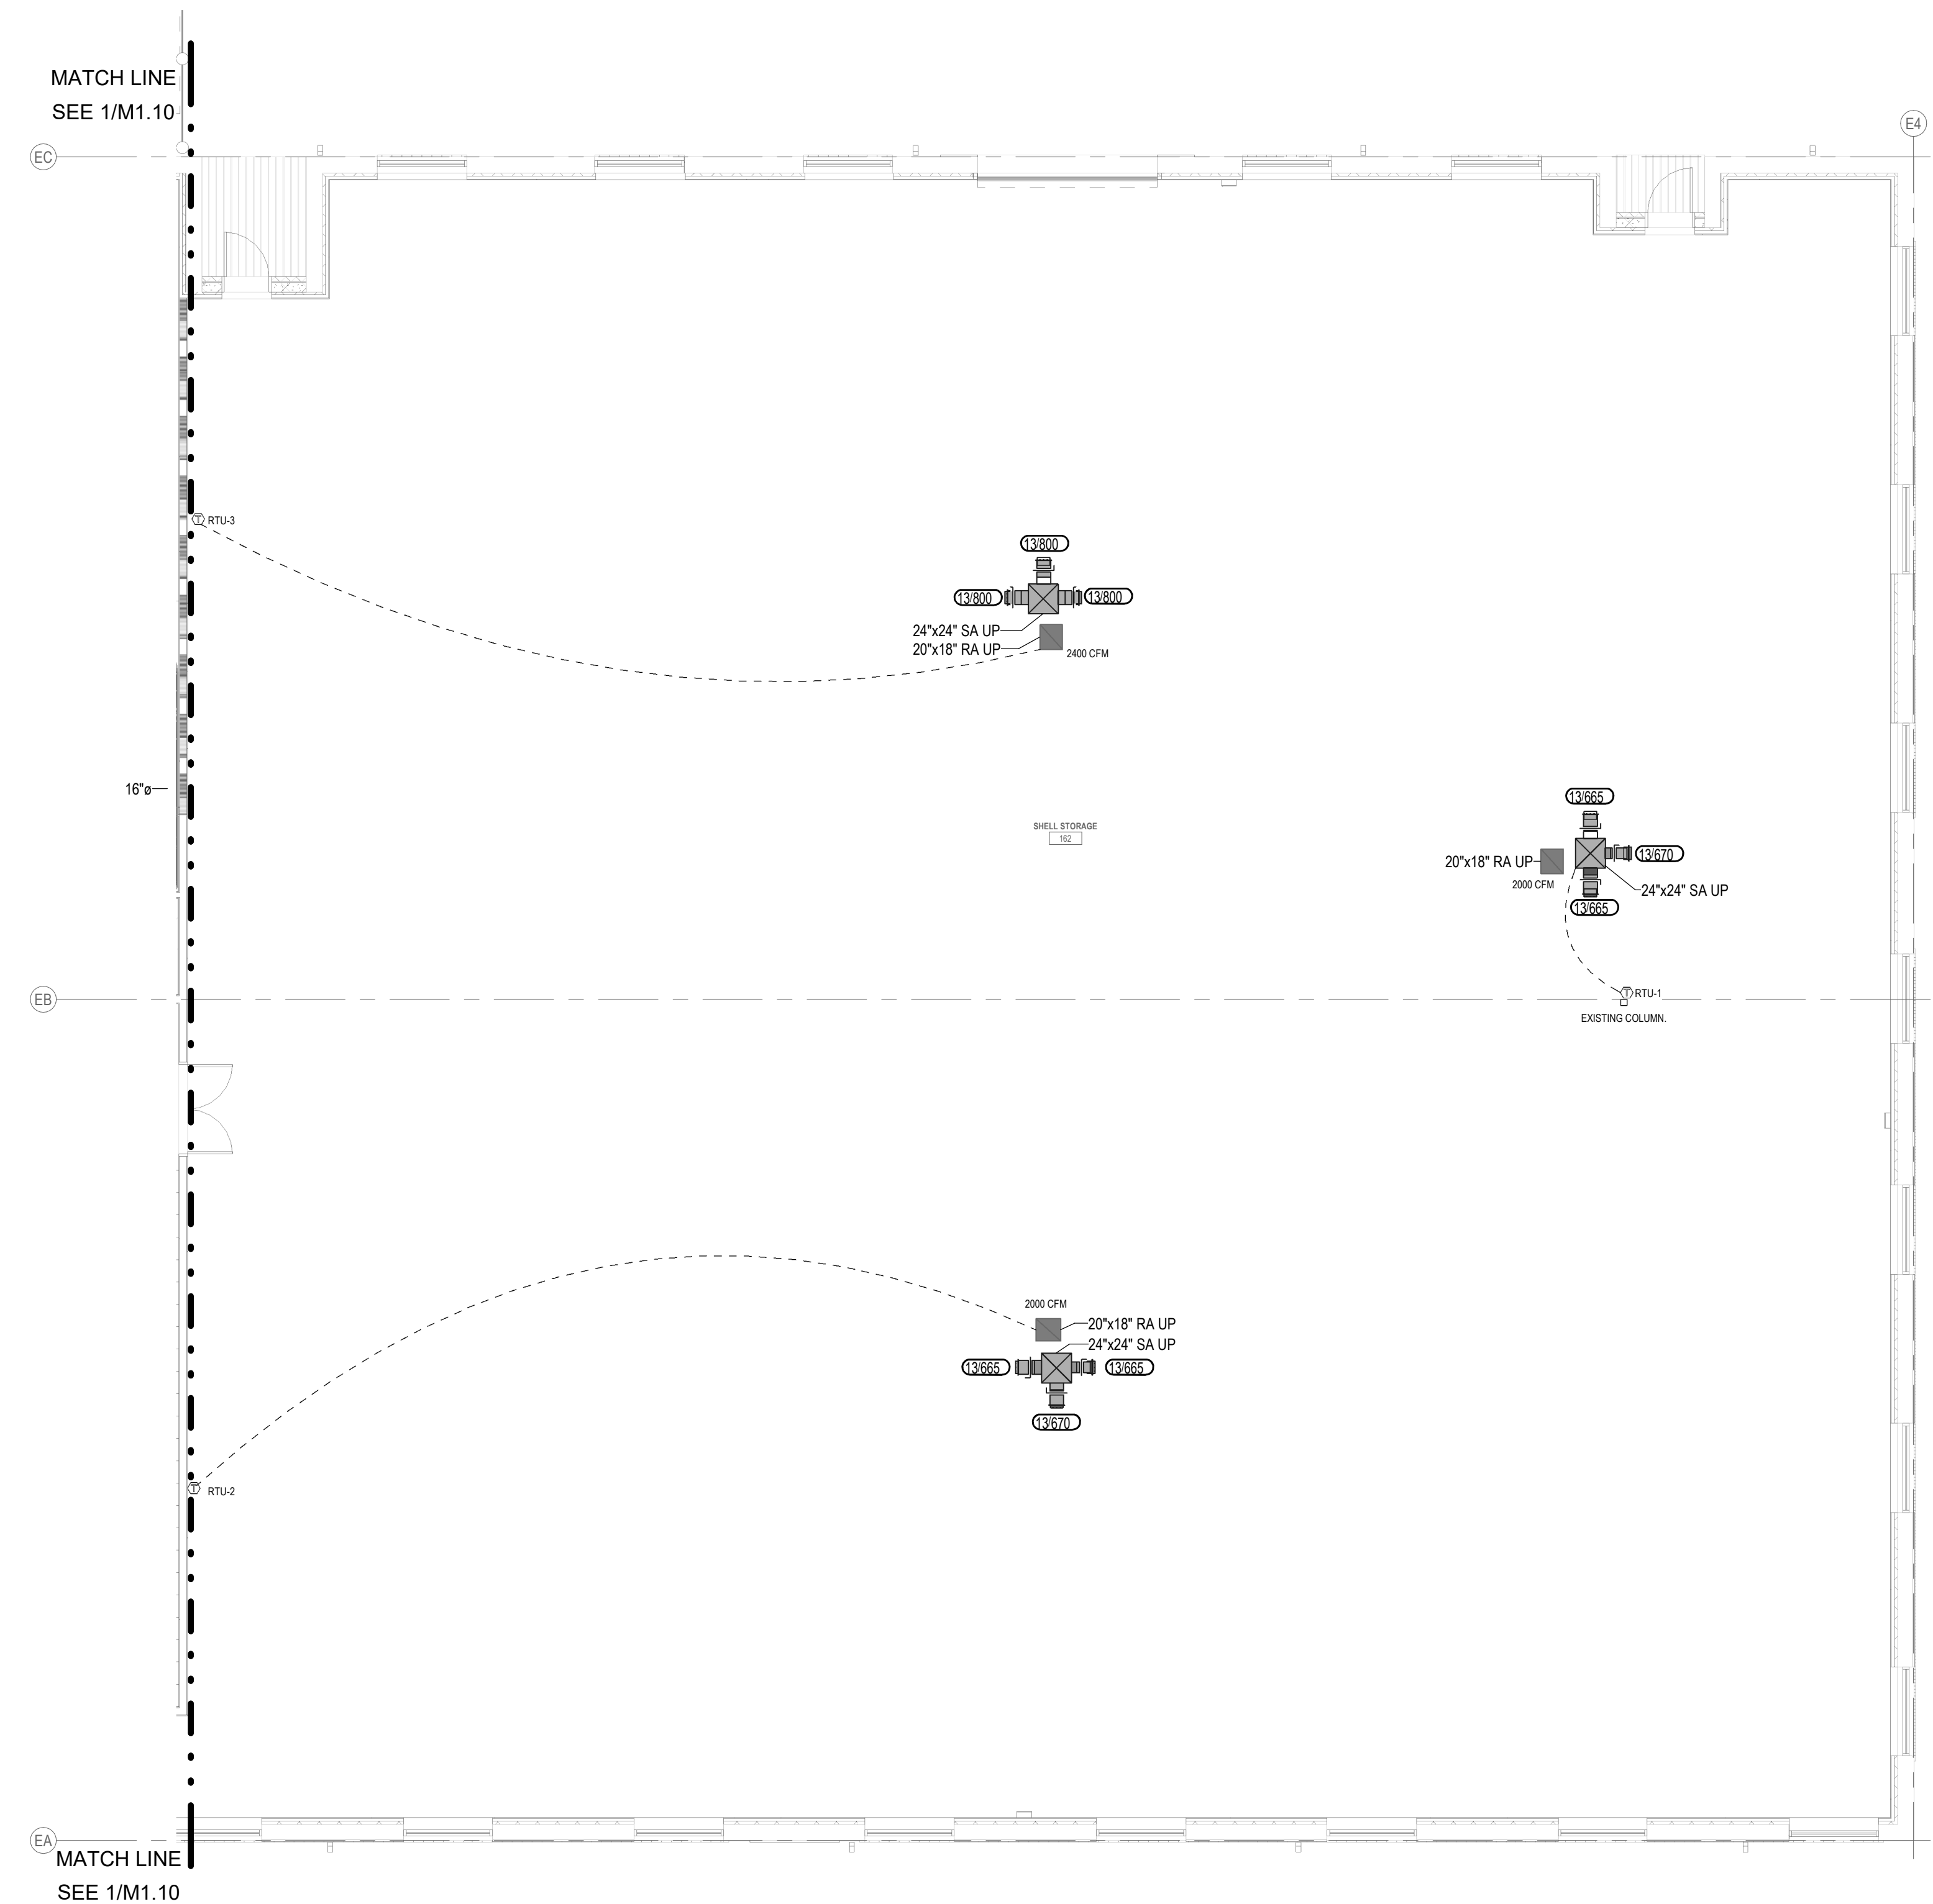 MATCH LINE
SEE 1/M1.10
E4
EC
T RTU-3
13/800
13/800
13/800
24"x24" SA UP
20"x18" RA UP
2400 CFM
16"ø
SHELL STORAGE
162
13/665
20"x18" RA UP
13/670
2000 CFM
24"x24" SA UP
13/665
EB
T RTU-1
EXISTING COLUMN.
2000 CFM
20"x18" RA UP
24"x24" SA UP
13/665
13/665
13/670
T RTU-2
EA
MATCH LINE
SEE 1/M1.10